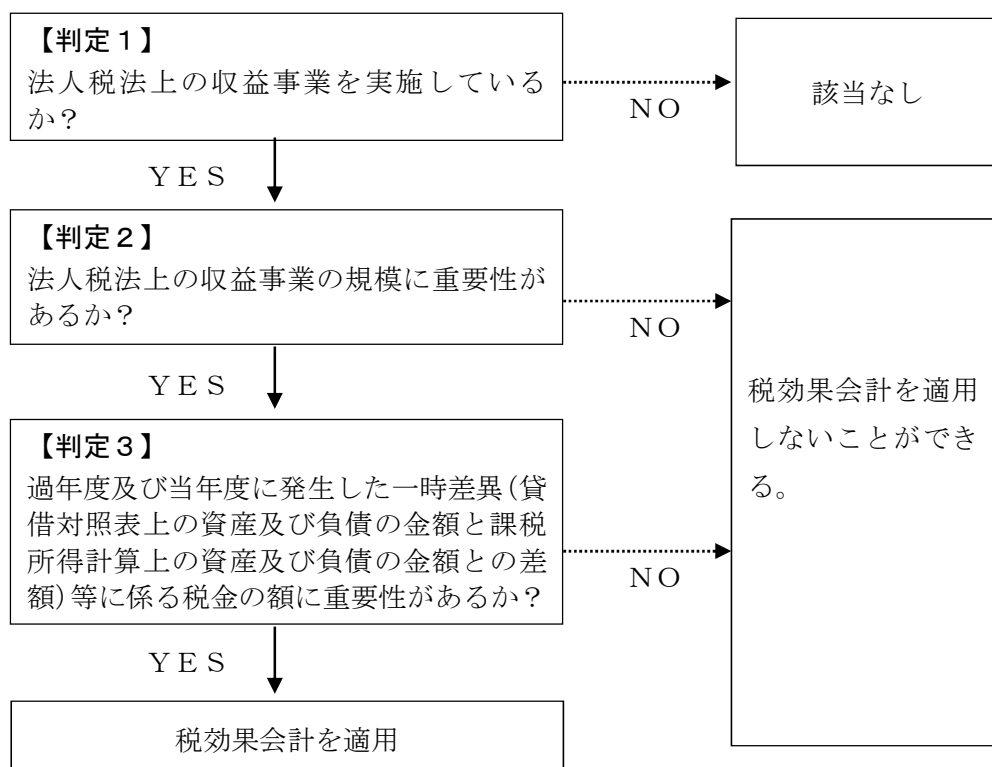 【判定１】
法人税法上の収益事業を実施している
か？
ＮＯ
該当なし
ＹＥＳ
【判定２】
法人税法上の収益事業の規模に重要性が
あるか？
ＮＯ
ＹＥＳ
税効果会計を適用
しないことができ
る。
【判定３】
過年度及び当年度に発生した一時差異（貸
借対照表上の資産及び負債の金額と課税
所得計算上の資産及び負債の金額との差
額）等に係る税金の額に重要性があるか？
ＮＯ
ＹＥＳ
税効果会計を適用